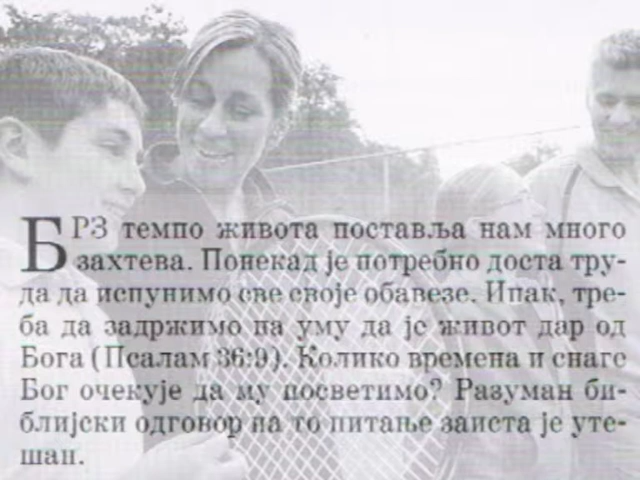 БРЗ темпо живота поставља нам много
захтева. Понекад је потребно доста тру-
да да испунимо све своје обавезе. Ипак, тре-
ба да задржимо на уму да је живот дар од
Бога (Псалам 36:9). Колико времена и снаге
Бог очекује да му посветимо? Разуман би-
блијски одговор на то питање заиста је уте-
шан.